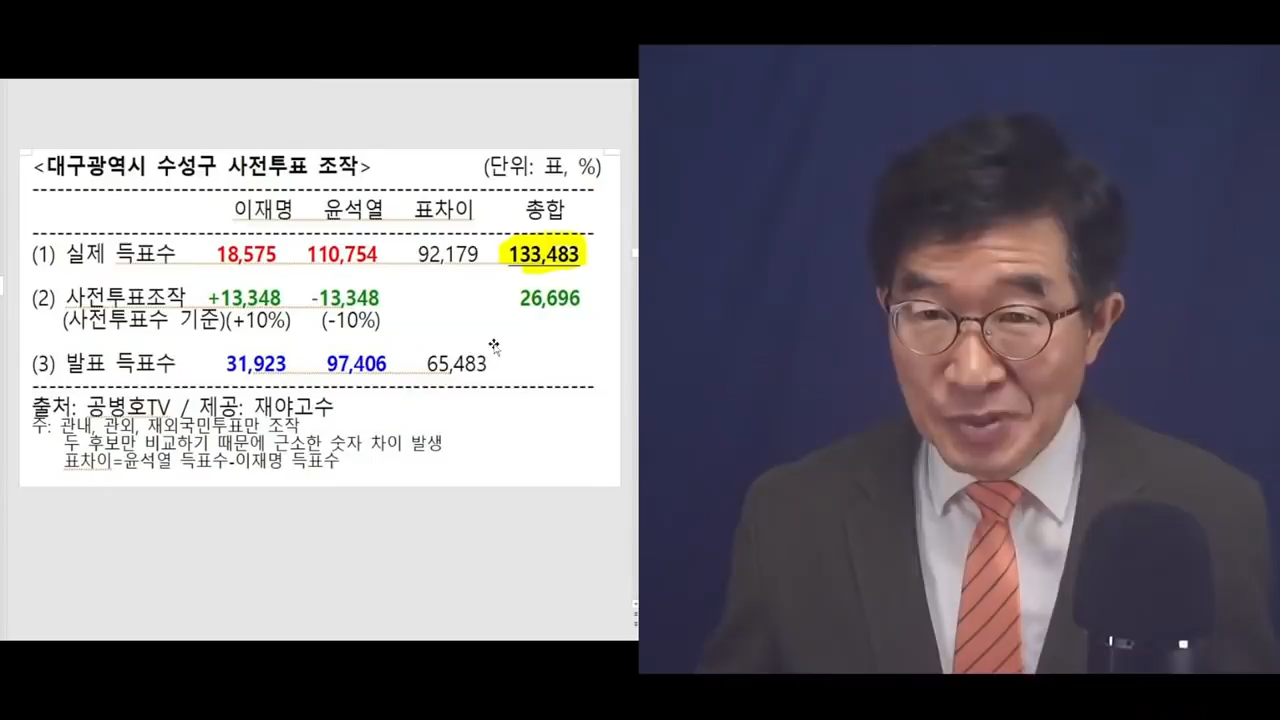 <대구광역시 수성구 사전투표 조작> (단위: 표, %)
이재명 윤석열 표차이 총합
(1) 실제 득표수 18,575 110,754 92,179 133,483
(2) 사전투표조작 +13,348 -13,348 26,696
(사전투표수 기준)(+10%) (-10%)
(3) 발표 득표수 31,923 97,406 65,483
출처: 공병호TV / 제공: 재야고수
주: 관내, 관외, 재외국민투표만 조작
두 후보만 비교하기 때문에 근소한 숫자 차이 발생
표차이=윤석열 득표수-이재명 득표수